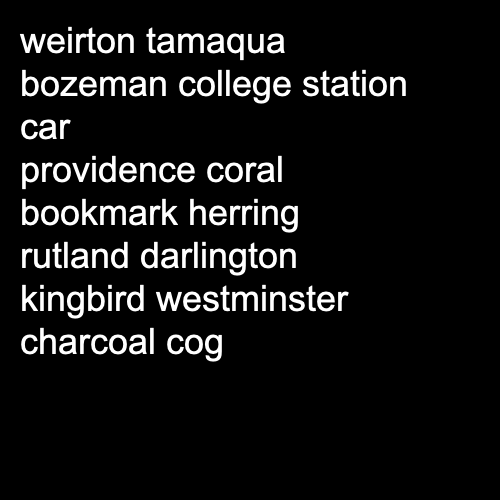 weirton tamaqua
bozeman college station
car
providence coral
bookmark herring
rutland darlington
kingbird westminster
charcoal cog